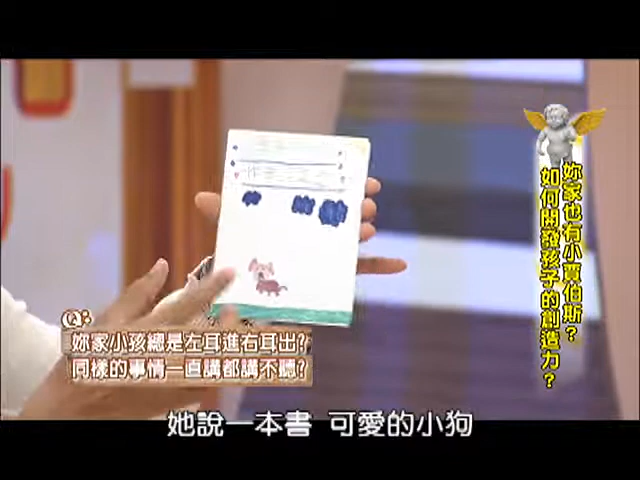 妳家也有小賈伯斯?
如何開發孩子的創造力?
Q:
妳家小孩總是左耳進右耳出?
同樣的事情一直講都講不聽?
她說一本書 可愛的小狗